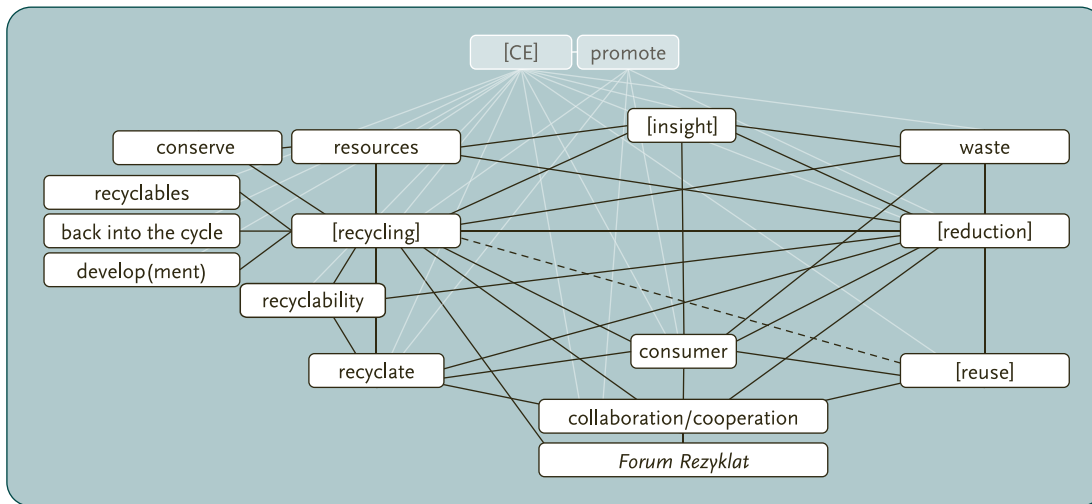 [CE]
promote
[insight]
conserve
resources
waste
recyclables
back into the cycle
[recycling]
[reduction]
develop(ment)
recyclability
consumer
recyclate
[reuse]
collaboration/cooperation
Forum Rezyklat